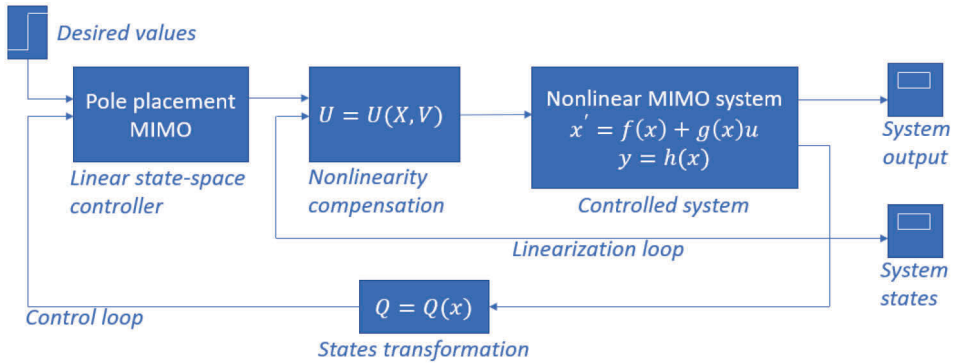 Desired values
Pole placement
MIMO
Linear state-space
controller
U = U(X,V)
Nonlinearity
compensation
Nonlinear MIMO system
x′ = f(x) + g(x)u
y = h(x)
Controlled system
System
output
Linearization loop
System
states
Control loop
Q = Q(x)
States transformation